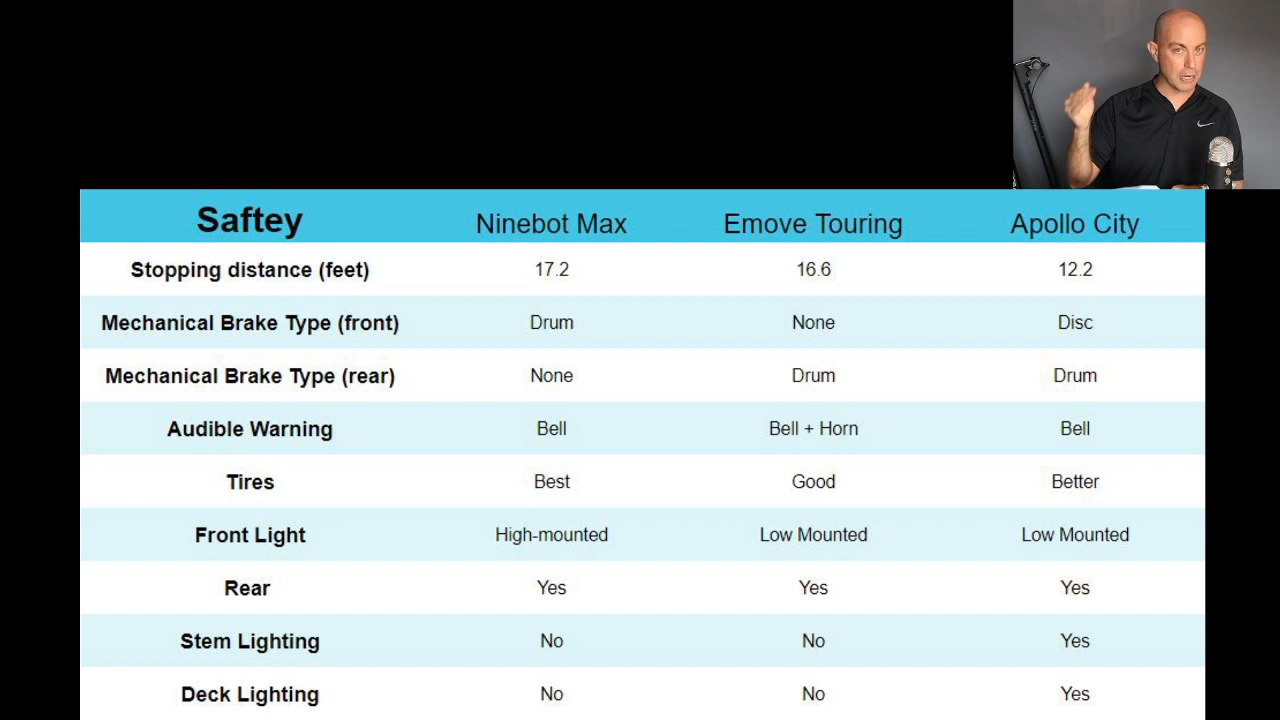 Saftey Ninebot Max Emove Touring Apollo City
Stopping distance (feet) 17.2 16.6 12.2
Mechanical Brake Type (front) Drum None Disc
Mechanical Brake Type (rear) None Drum Drum
Audible Warning Bell Bell + Horn Bell
Tires Best Good Better
Front Light High-mounted Low Mounted Low Mounted
Rear Yes Yes Yes
Stem Lighting No No Yes
Deck Lighting No No Yes